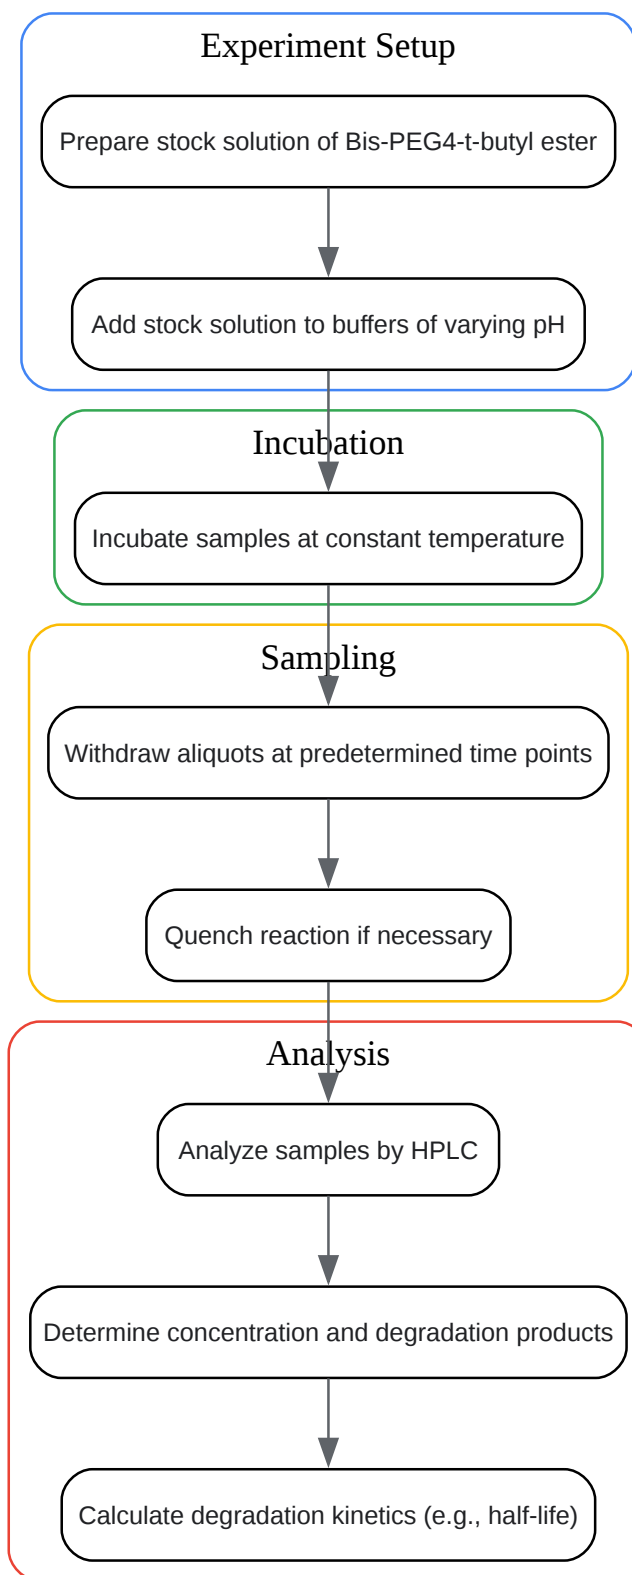 Experiment Setup
Prepare stock solution of Bis-PEG4-t-butyl ester
Add stock solution to buffers of varying pH
Incubation
Incubate samples at constant temperature
Sampling
Withdraw aliquots at predetermined time points
Quench reaction if necessary
Analysis
Analyze samples by HPLC
Determine concentration and degradation products
Calculate degradation kinetics (e.g., half-life)